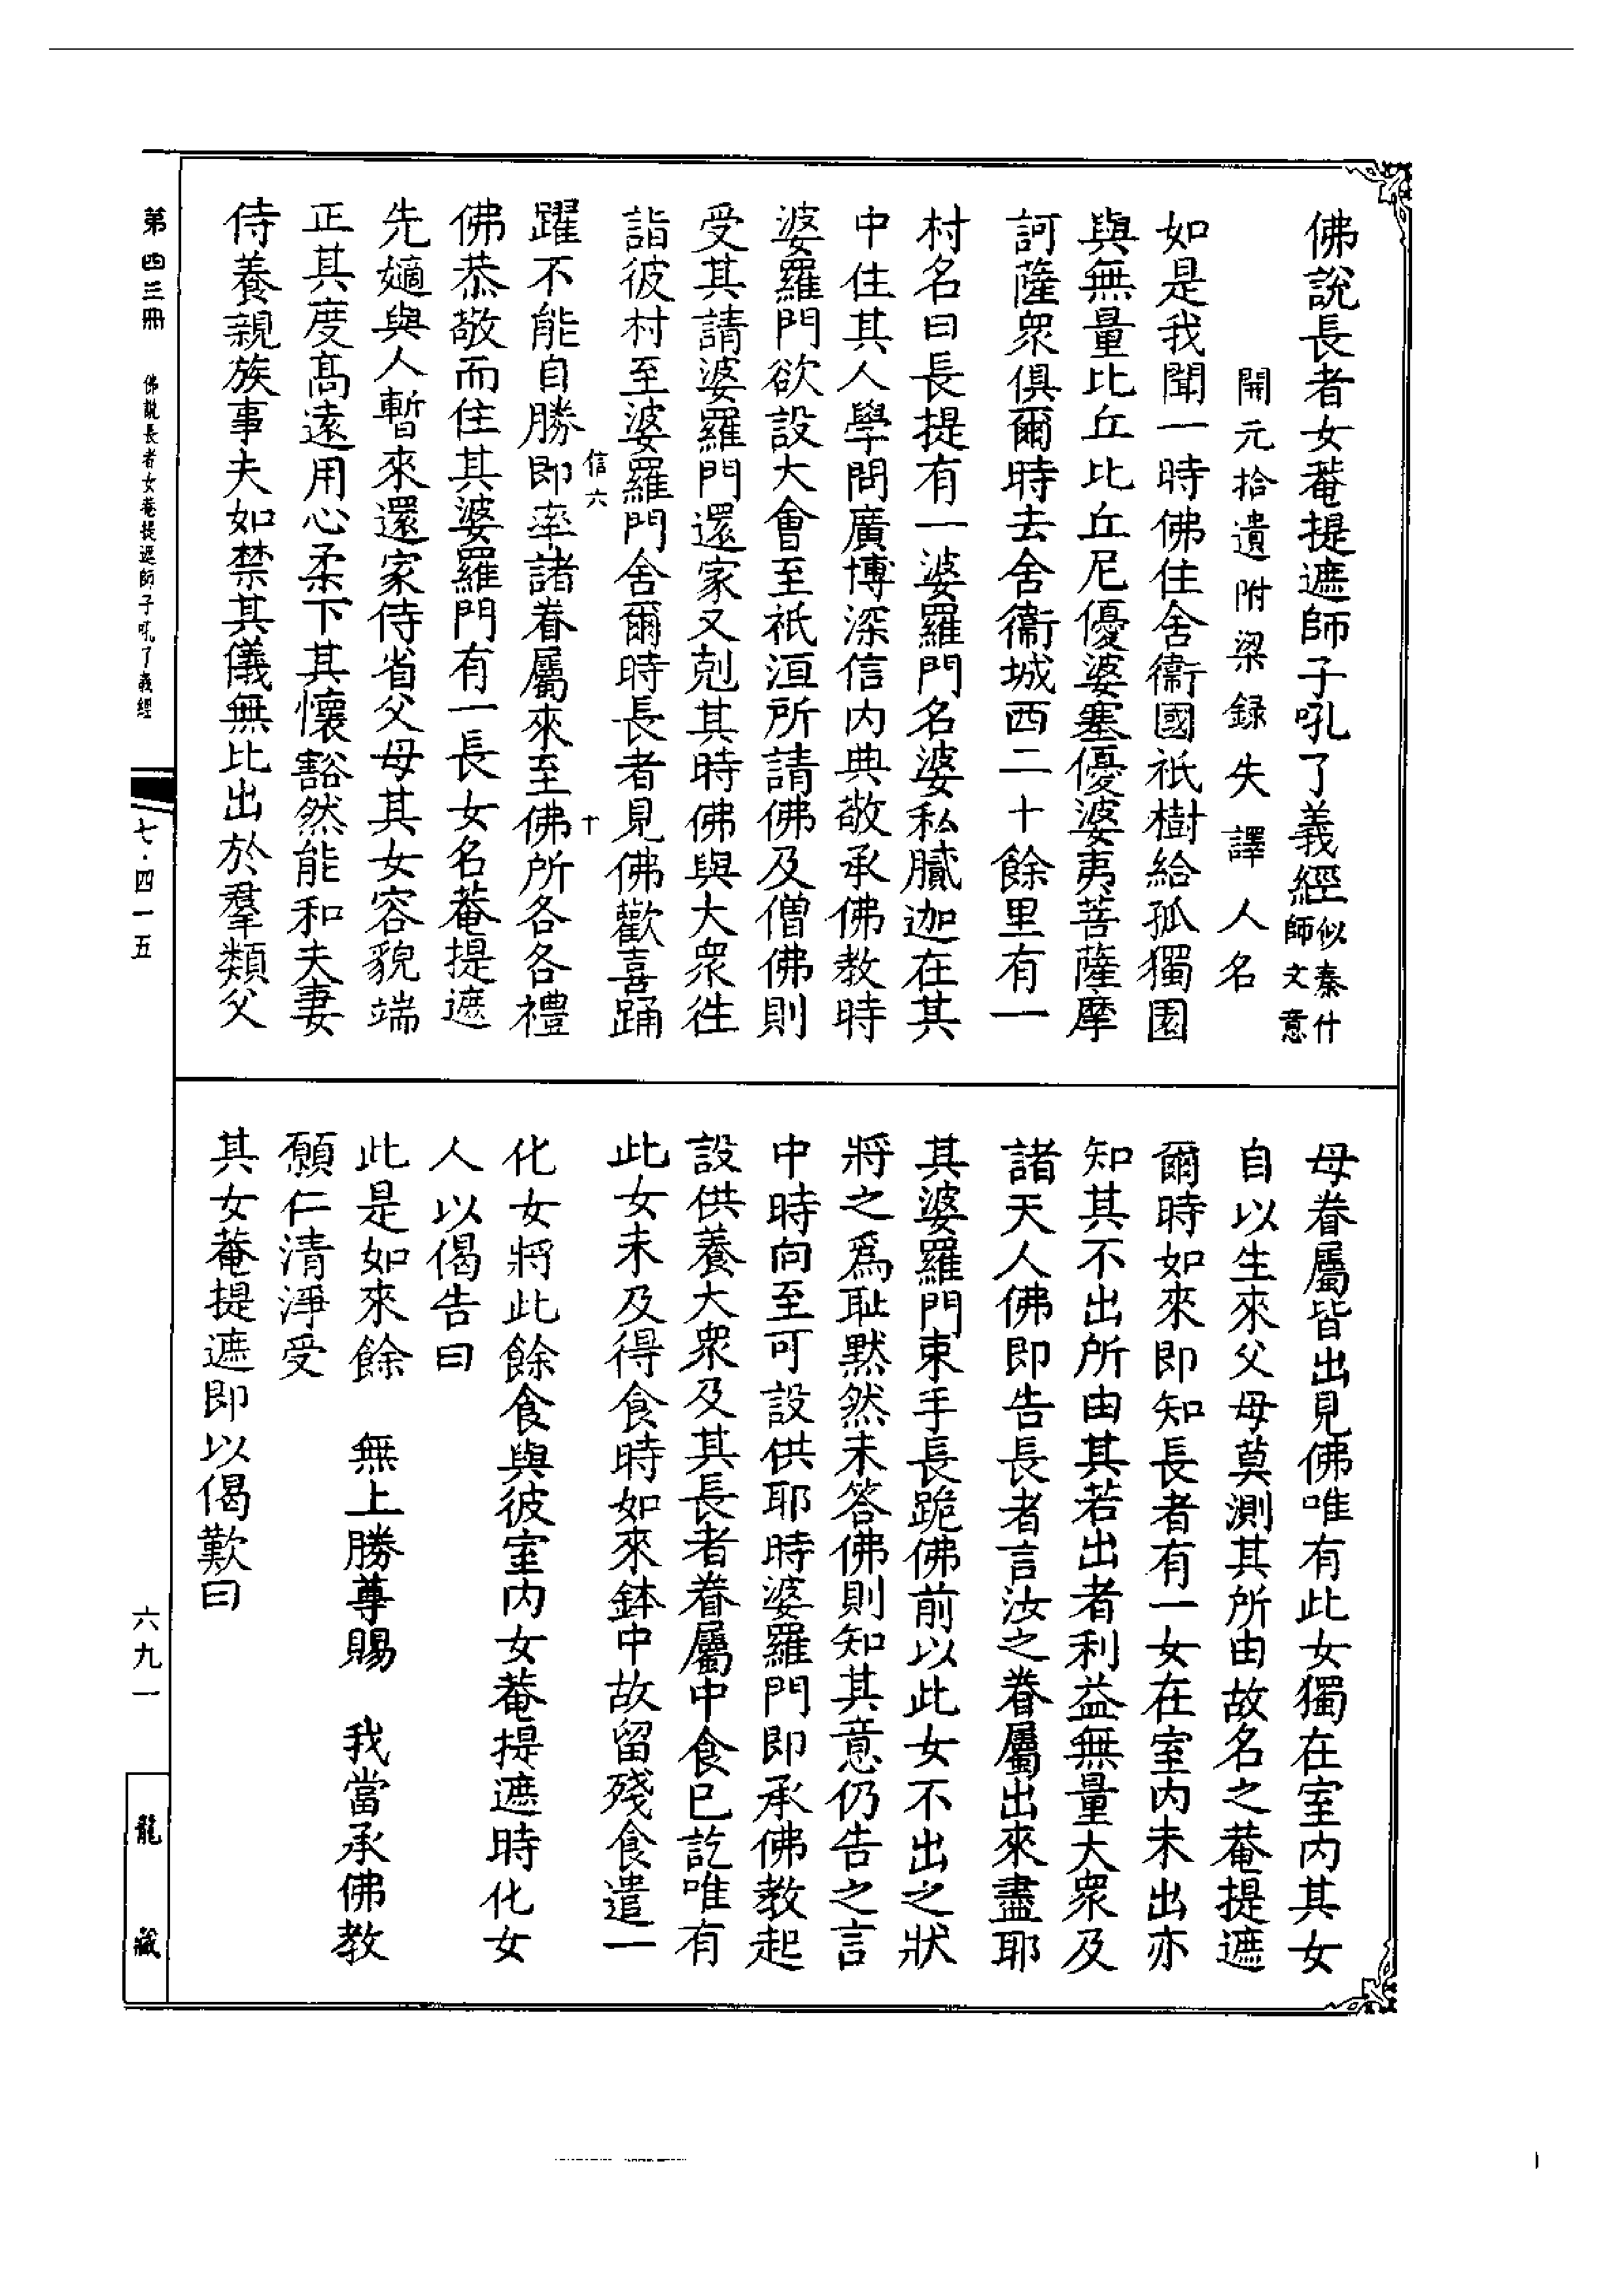 佛說長者女菴提遮師子吼了義經似秦什師文意
開元拾遺附梁錄失譯人名
如是我聞一時佛住舍衞國祇樹給孤獨園
與無量比丘比丘尼優婆塞優婆夷菩薩摩
訶薩衆俱爾時去舍衞城西二十餘里有一
村名曰長提有一婆羅門名婆私膩迦在其
中住其人學問廣博深信內典敬承佛教時
婆羅門欲設大會至祇洹所請佛及僧佛則
受其請婆羅門還家又剋其時佛與大衆徃
詣彼村至婆羅門舍爾時長者見佛歡喜踊
信六
十
躍不能自勝即率諸眷屬來至佛所各各禮
佛恭敬而住其婆羅門有一長女名菴提遮
先嫡與人暫來還家侍省父母其女容貌端
正其度髙遠用心柔下其懷豁然能和夫妻
侍養親族事夫如禁其儀無比出於羣類父
母眷屬皆出見佛唯有此女獨在室內其女
自以生來父母莫測其所由故名之菴提遮
爾時如來即知長者有一女在室內未出亦
知其不出所由其若出者利益無量大衆及
諸天人佛即告長者言汝之眷屬出來盡耶
其婆羅門束手長跪佛前以此女不出之狀
將之爲耻默然未答佛則知其意仍告之言
中時向至可設供耶時婆羅門即承佛教起
設供養大衆及其長者眷屬中食已訖唯有
此女未及得食時如來鉢中故留殘食遣一
化女將此餘食與彼室內女菴提遮時化女
人以偈告曰
此是如來餘　無上勝尊賜　我當承佛教
願仁清淨受
其女菴提遮即以偈歎曰
第四三冊　佛說長者女菴提遮師子吼了義經
七·四一五
六九一
龍藏